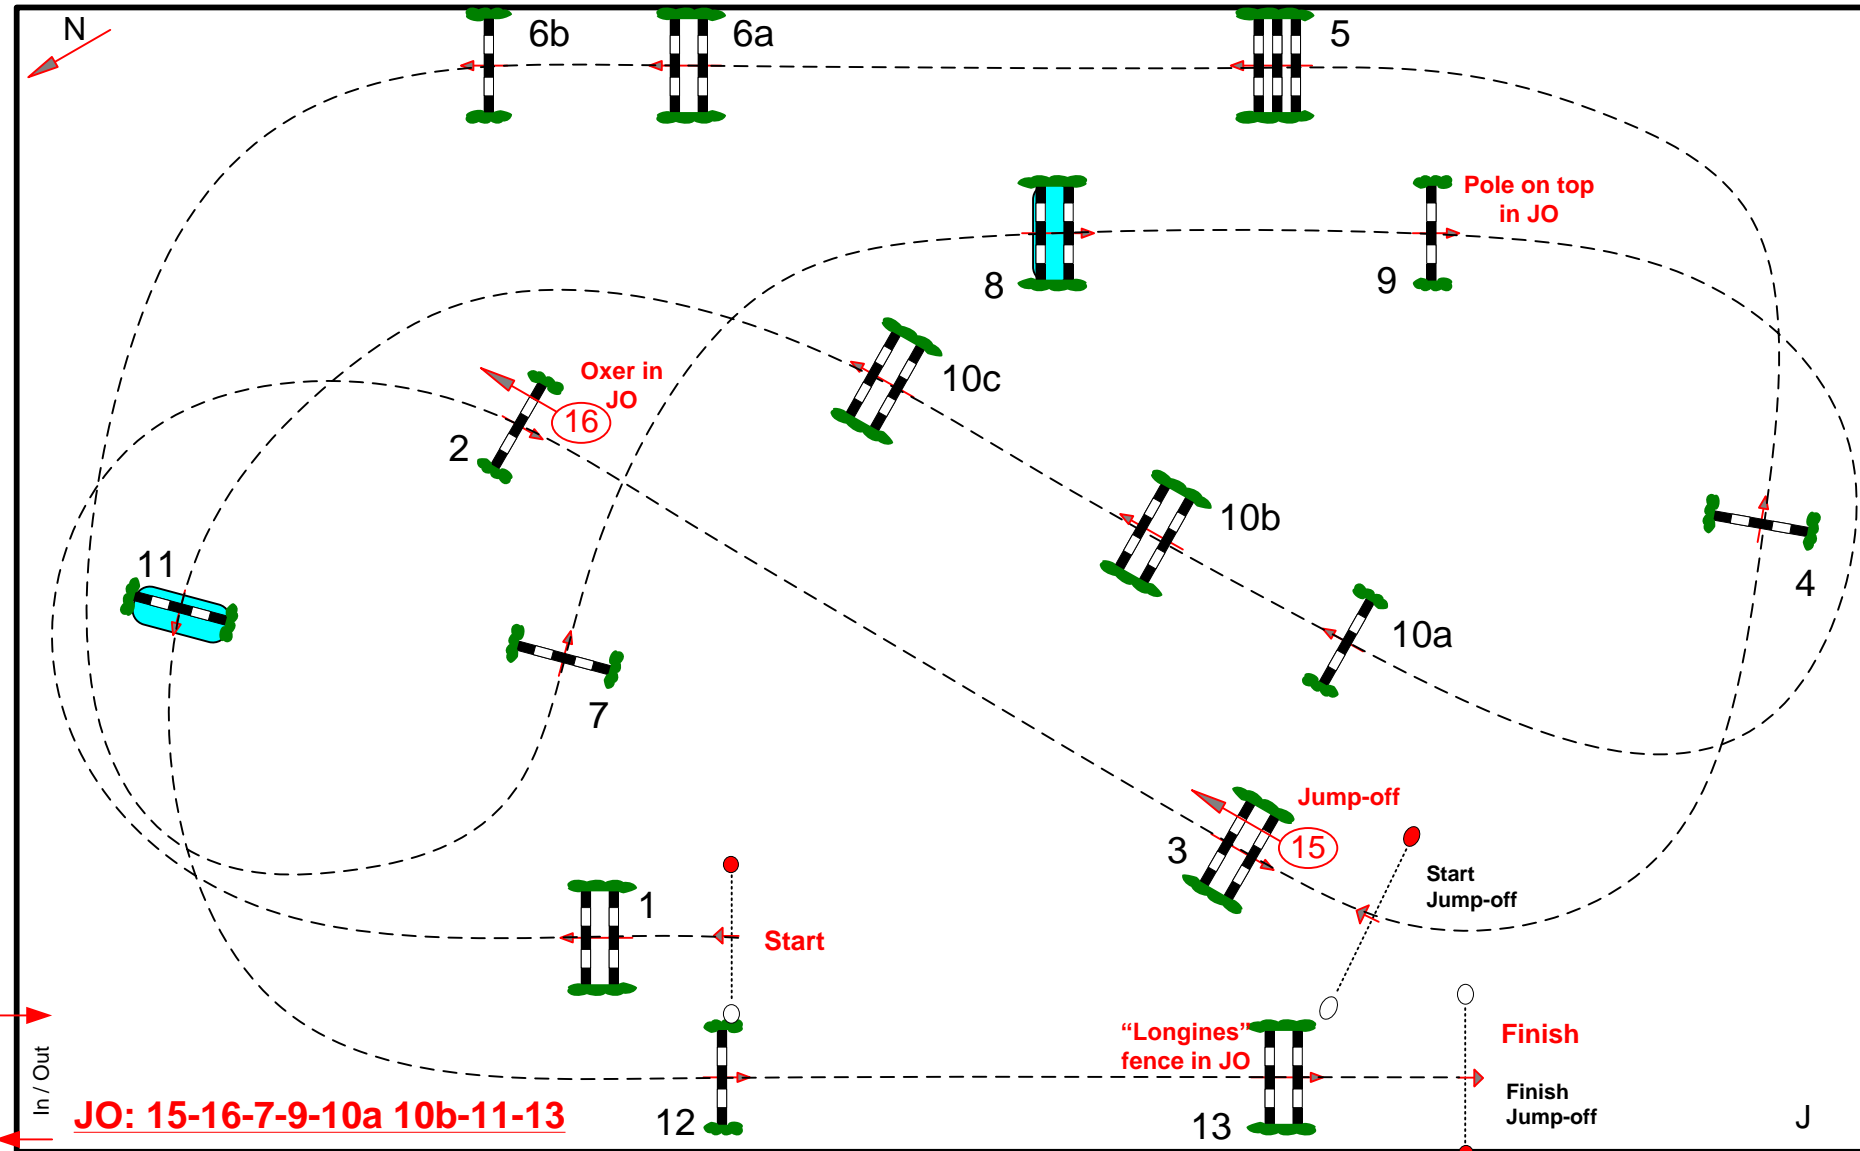 N
6b
6a
5
Pole on top
in JO
8
9
Oxer in
JO
16
2
10c
10b
11
4
10a
7
Jump-off
3
15
Start
Jump-off
1
Start
"Longines"
fence in JO
Finish
In / Out
JO: 15-16-7-9-10a 10b-11-13
12
13
Finish
Jump-off
J